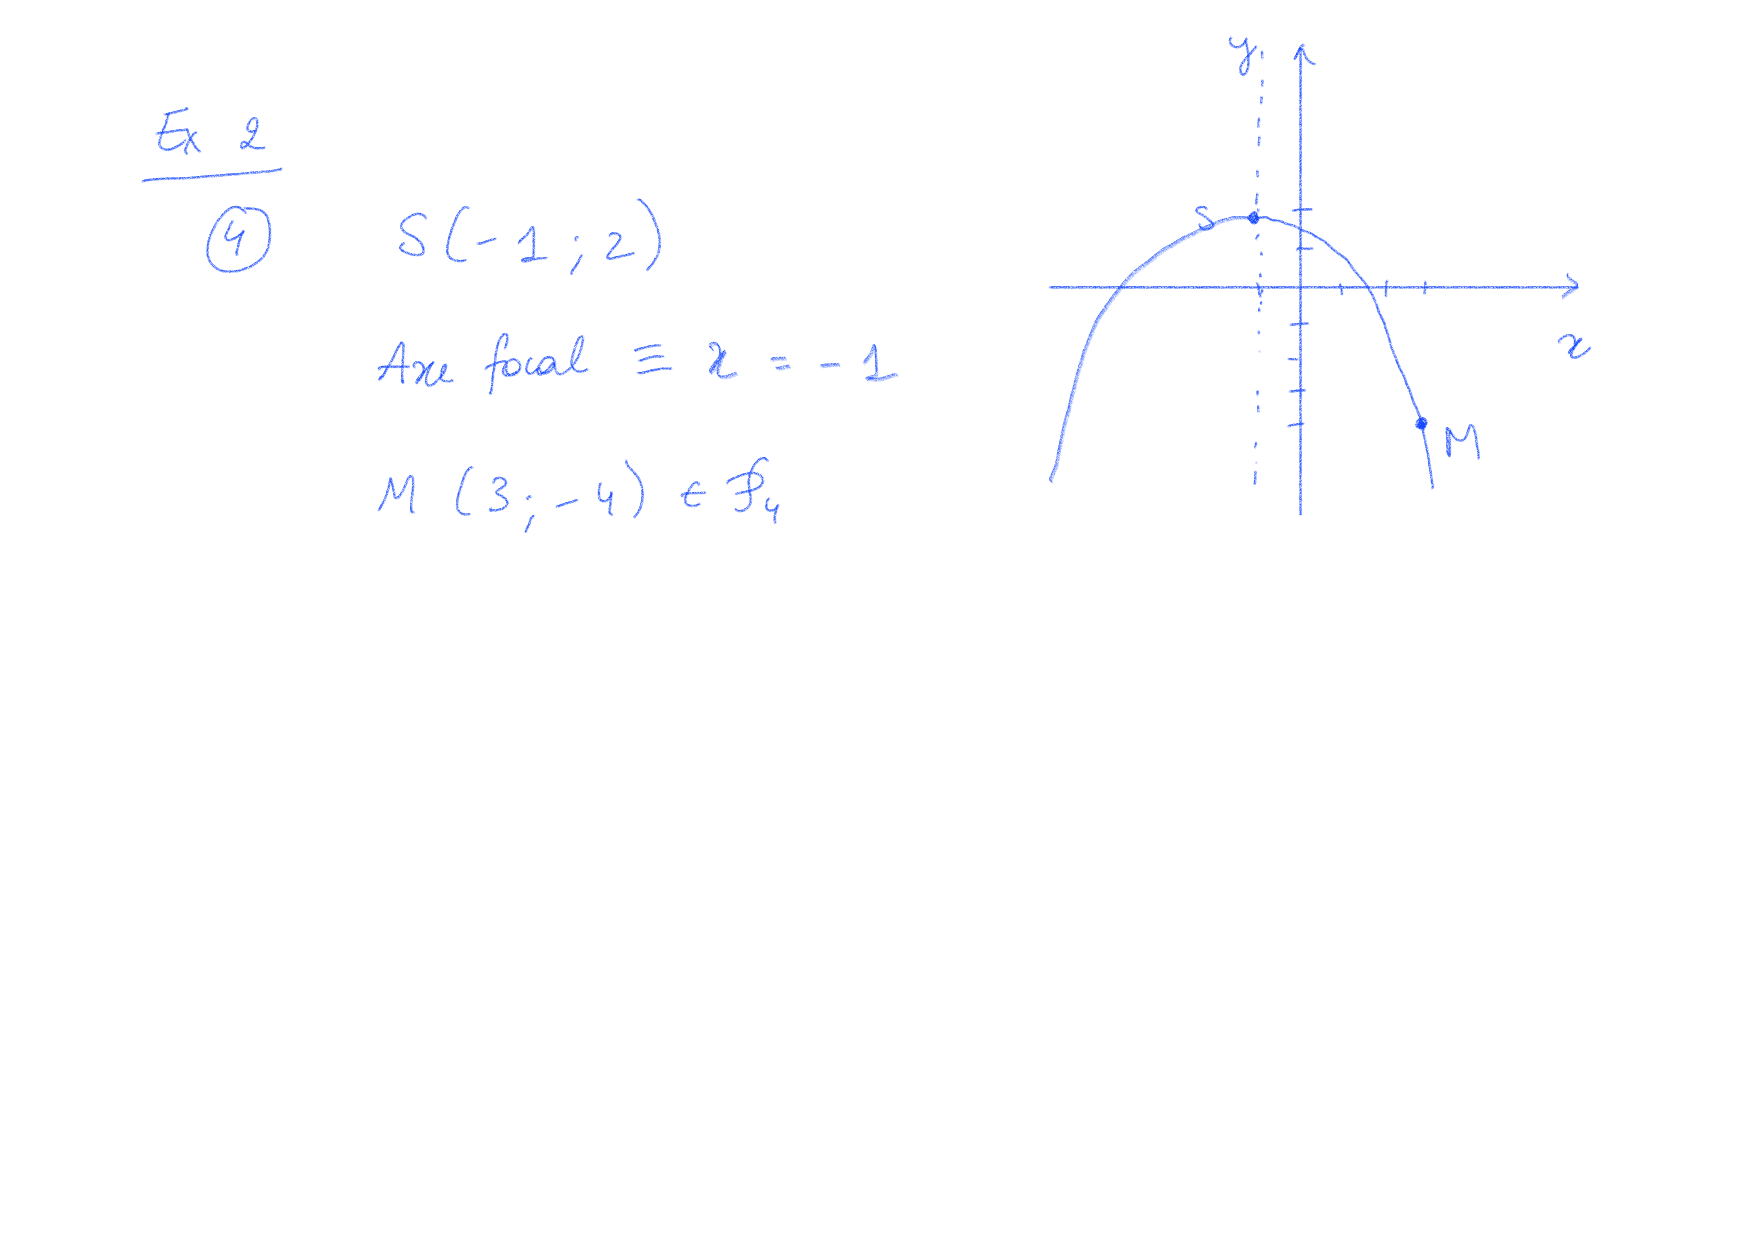 Ex 2
4 S(-1;2)
Axe focal ≡ x = -1
M (3;-4) ∈ P₄
y
S
x
M